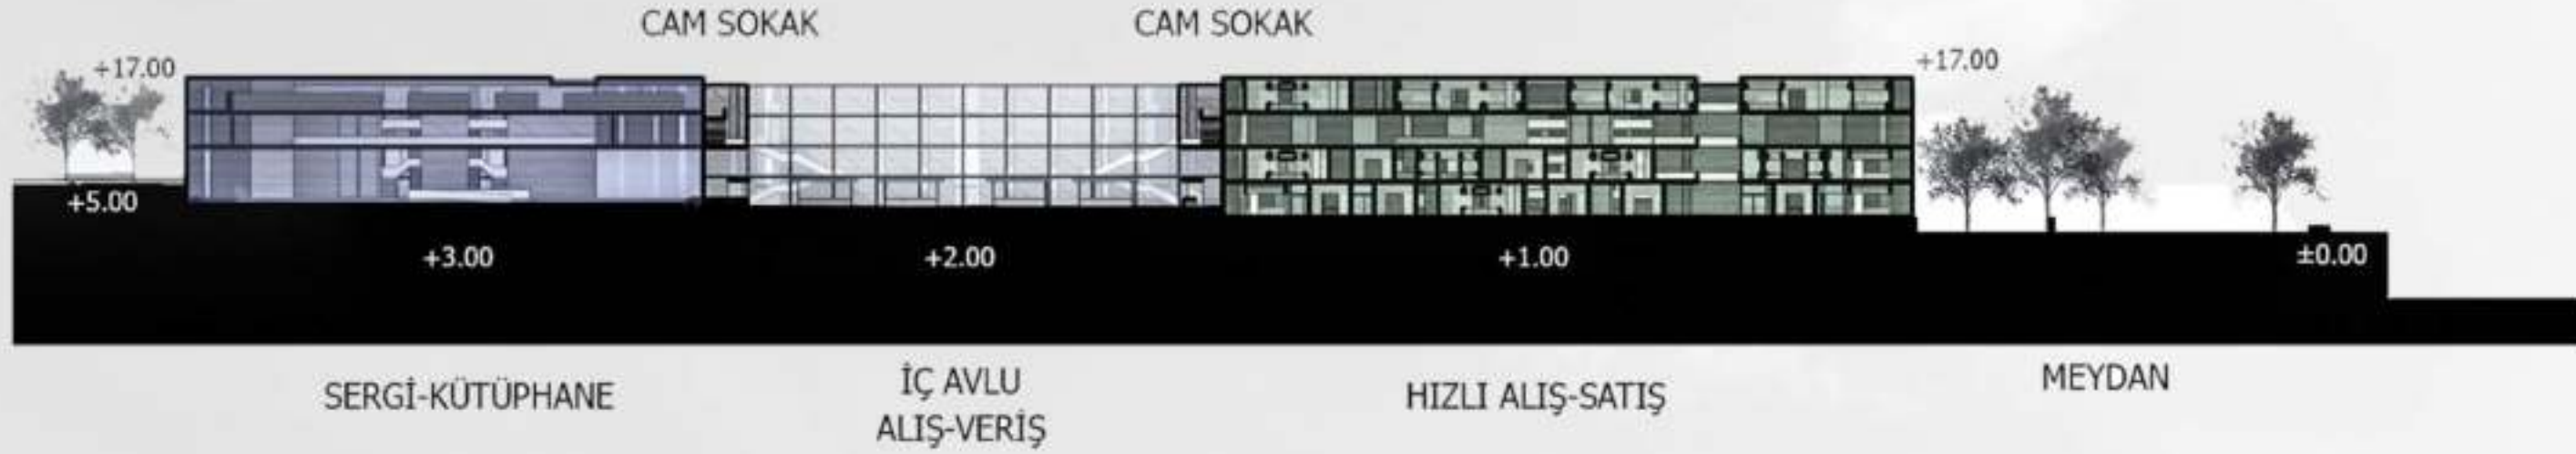 CAM SOKAK
CAM SOKAK
+17.00
+17.00
+5.00
+3.00
+2.00
+1.00
±0.00
SERGİ-KÜTÜPHANE
İÇ AVLU
ALIŞ-VERİŞ
HIZLI ALIŞ-SATIŞ
MEYDAN